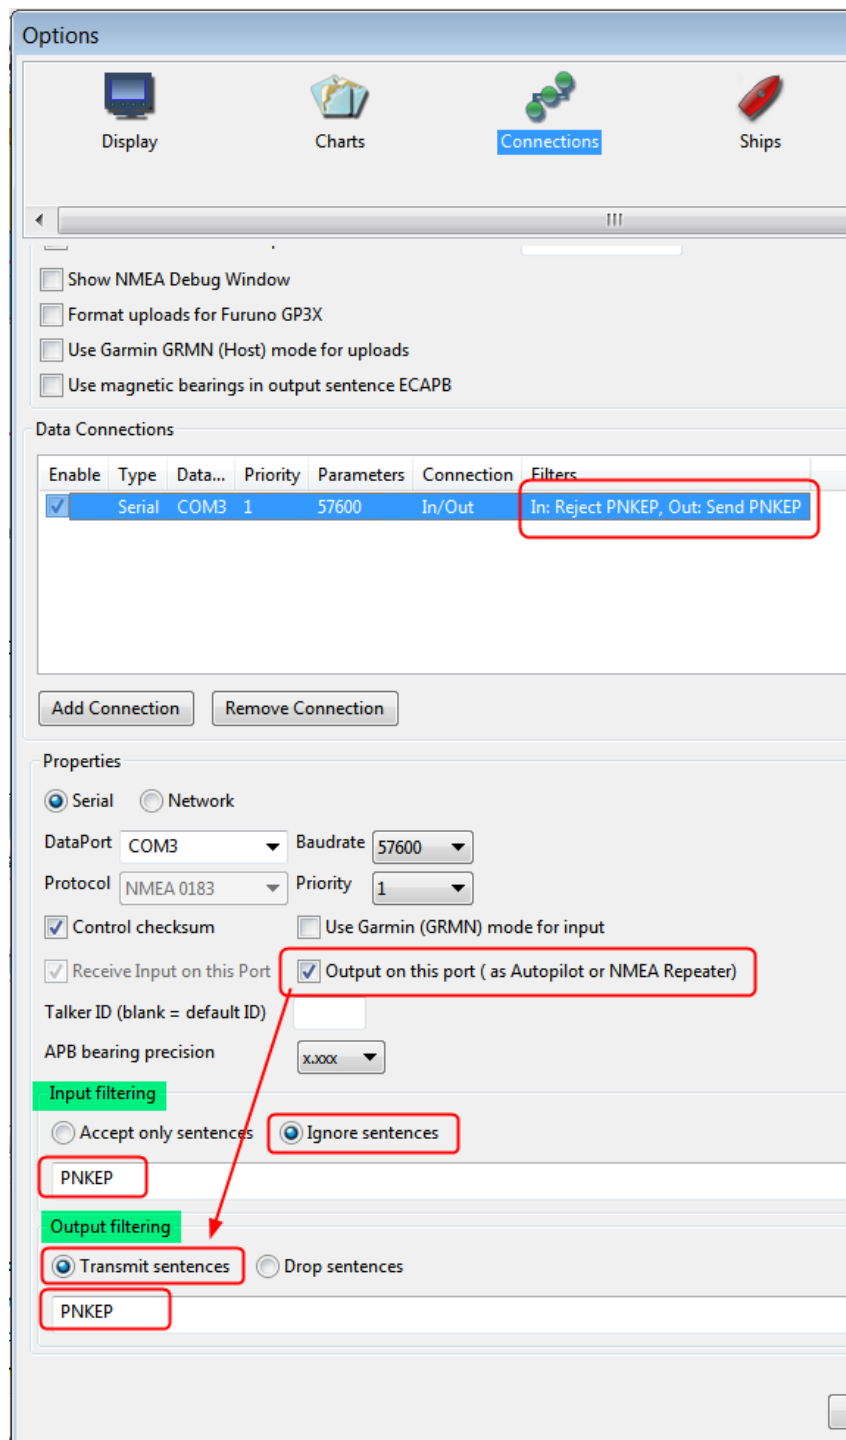 Options
Display Charts Connections Ships
Show NMEA Debug Window
Format uploads for Furuno GP3X
Use Garmin GRMN (Host) mode for uploads
Use magnetic bearings in output sentence ECAPB
Data Connections
Enable Type Data... Priority Parameters Connection Filters
Serial COM3 1 57600 In/Out In: Reject PNKEP, Out: Send PNKEP
Add Connection Remove Connection
Properties
Serial Network
DataPort COM3 Baudrate 57600
Protocol NMEA 0183 Priority 1
Control checksum Use Garmin (GRMN) mode for input
Receive Input on this Port Output on this port ( as Autopilot or NMEA Repeater)
Talker ID (blank = default ID)
APB bearing precision x.xxx
Input filtering
Accept only sentences Ignore sentences
PNKEP
Output filtering
Transmit sentences Drop sentences
PNKEP